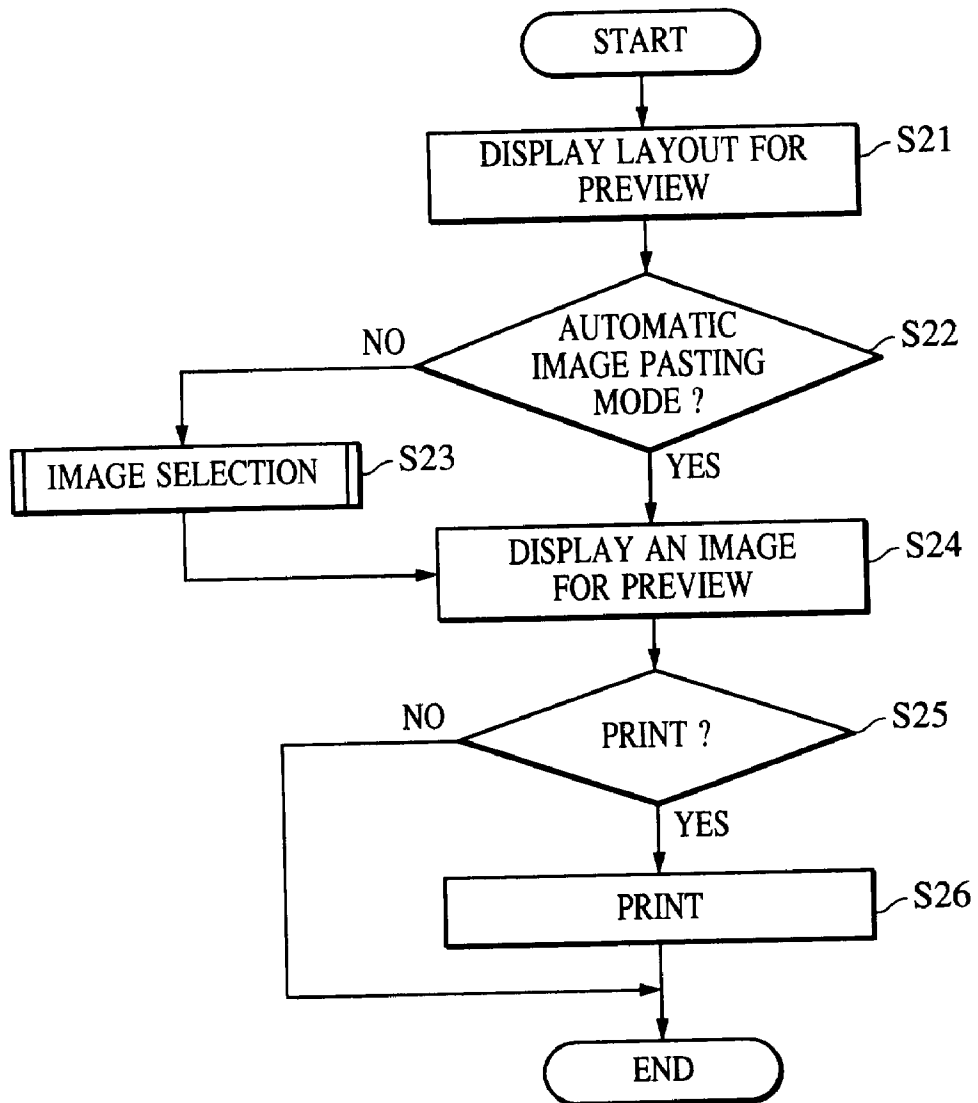 START
DISPLAY LAYOUT FOR
PREVIEW
S21
AUTOMATIC
IMAGE PASTING
MODE ?
S22
NO
YES
IMAGE SELECTION
S23
DISPLAY AN IMAGE
FOR PREVIEW
S24
PRINT ?
S25
NO
YES
PRINT
S26
END